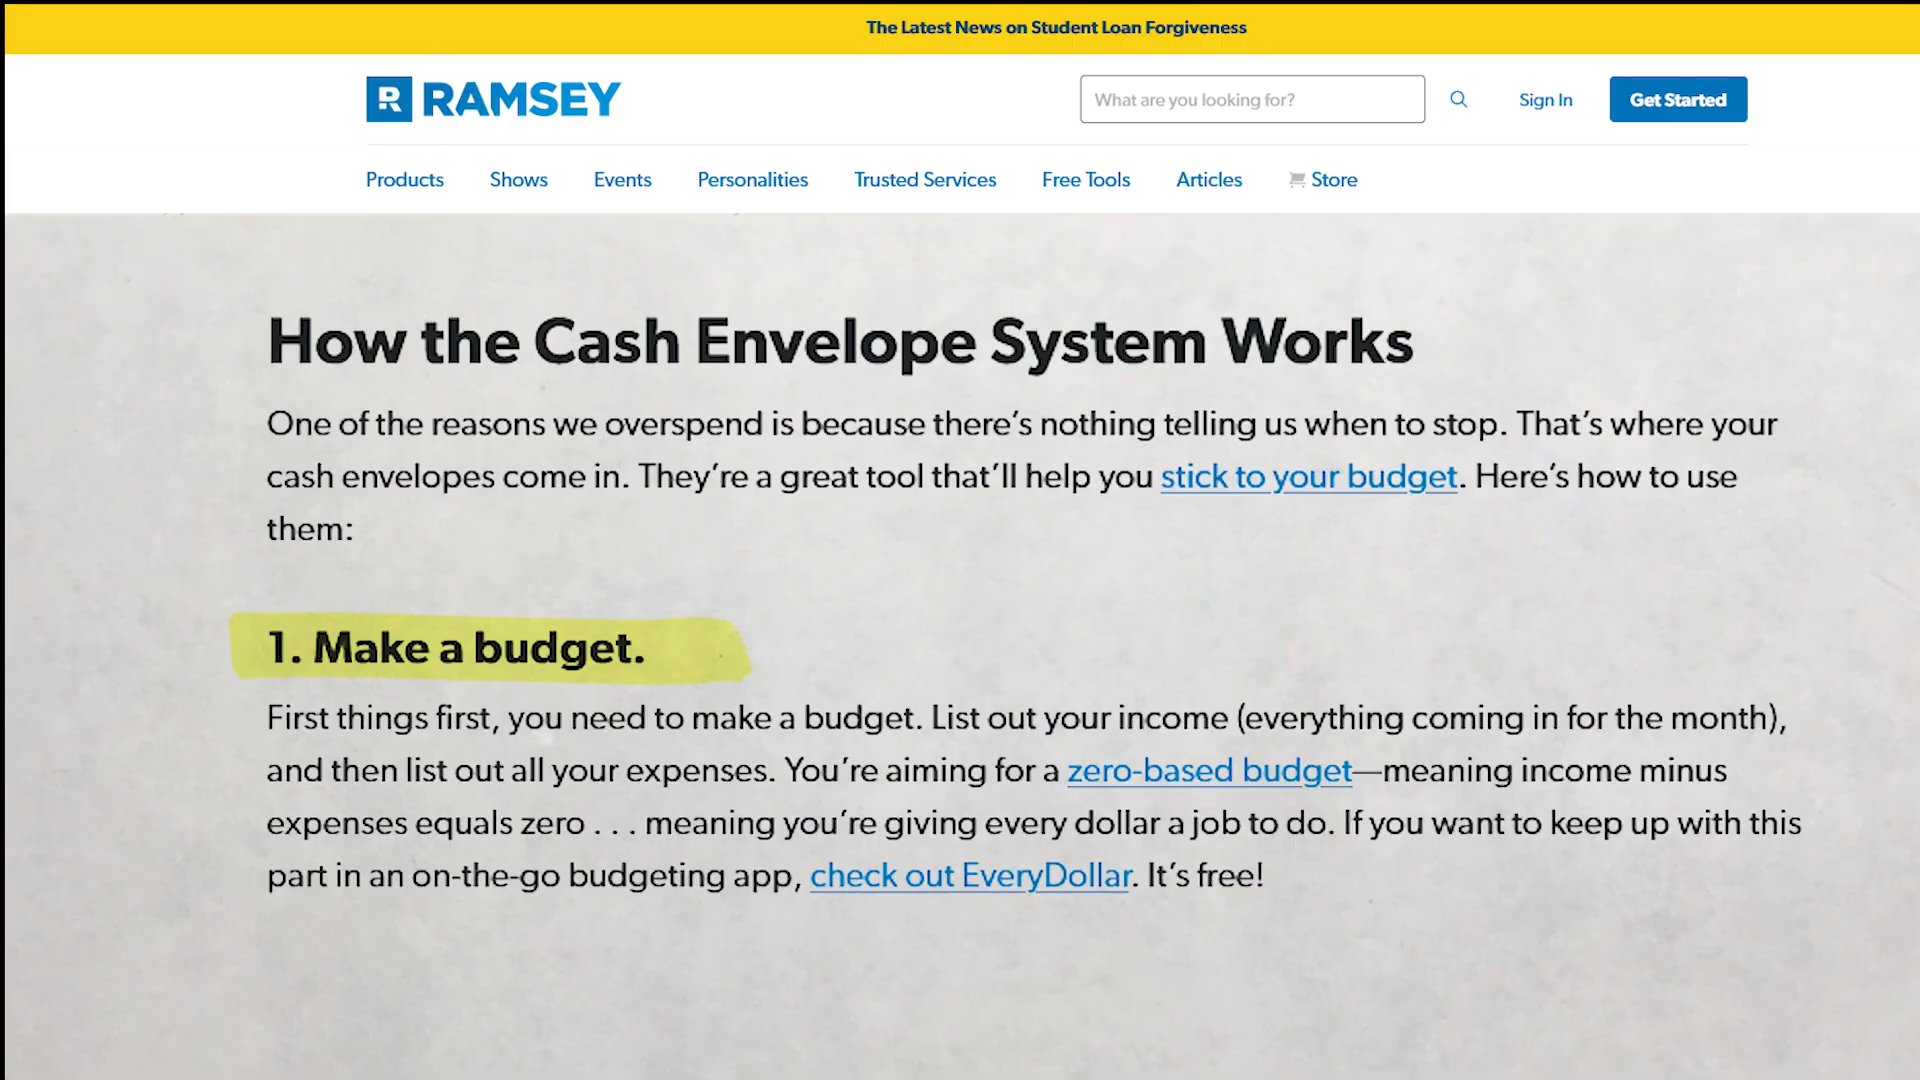 The Latest News on Student Loan Forgiveness
R RAMSEY
What are you looking for?
Sign In
Get Started
Products
Shows
Events
Personalities
Trusted Services
Free Tools
Articles
Store
How the Cash Envelope System Works
One of the reasons we overspend is because there’s nothing telling us when to stop. That’s where your
cash envelopes come in. They’re a great tool that’ll help you stick to your budget. Here’s how to use
them:
1. Make a budget.
First things first, you need to make a budget. List out your income (everything coming in for the month),
and then list out all your expenses. You’re aiming for a zero-based budget—meaning income minus
expenses equals zero . . . meaning you’re giving every dollar a job to do. If you want to keep up with this
part in an on-the-go budgeting app, check out EveryDollar. It’s free!